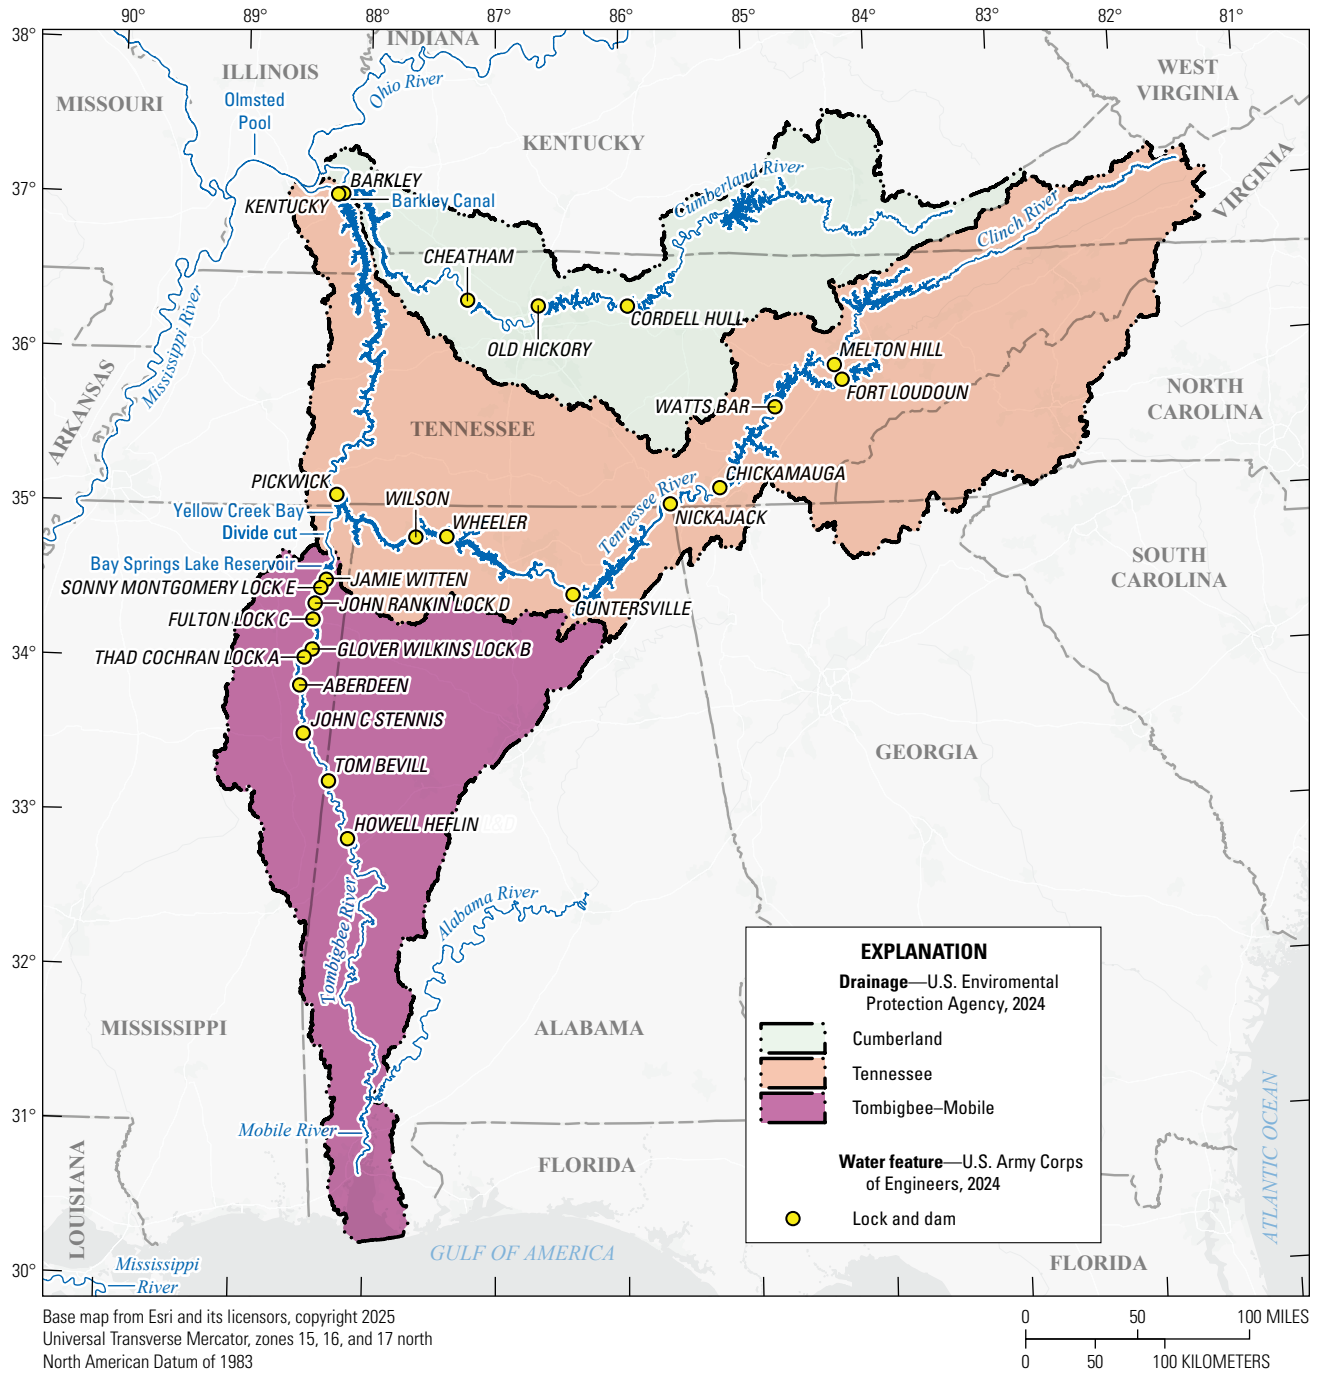 90°
89°
88°
87°
86°
85°
84°
83°
82°
81°
38°
37°
36°
35°
34°
33°
32°
31°
30°
INDIANA
ILLINOIS
MISSOURI
Olmsted
Pool
Ohio River
KENTUCKY
WEST
VIRGINIA
VIRGINIA
BARKLEY
KENTUCKY
Barkley Canal
Cumberland River
Clinch River
CHEATHAM
CORDELL HULL
OLD HICKORY
Mississippi River
ARKANSAS
MELTON HILL
FORT LOUDOUN
WATTS BAR
NORTH
CAROLINA
TENNESSEE
CHICKAMAUGA
PICKWICK
WILSON
WHEELER
Tennessee River
NICKAJACK
Yellow Creek Bay
Divide cut
Bay Springs Lake Reservoir
SOUTH
CAROLINA
JAMIE WITTEN
SONNY MONTGOMERY LOCK E
JOHN RANKIN LOCK D
GUNTERSVILLE
FULTON LOCK C
GLOVER WILKINS LOCK B
THAD COCHRAN LOCK A
ABERDEEN
JOHN C STENNIS
GEORGIA
TOM BEVILL
HOWELL HEFLIN L&D
Alabama River
Tombigbee River
MISSISSIPPI
ALABAMA
Mobile River
FLORIDA
LOUISIANA
GULF OF AMERICA
Mississippi
River
FLORIDA
ATLANTIC OCEAN
EXPLANATION
Drainage—U.S. Enviromental
Protection Agency, 2024
Cumberland
Tennessee
Tombigbee–Mobile
Water feature—U.S. Army Corps
of Engineers, 2024
Lock and dam
Base map from Esri and its licensors, copyright 2025
Universal Transverse Mercator, zones 15, 16, and 17 north
North American Datum of 1983
0 50 100 MILES
0 50 100 KILOMETERS